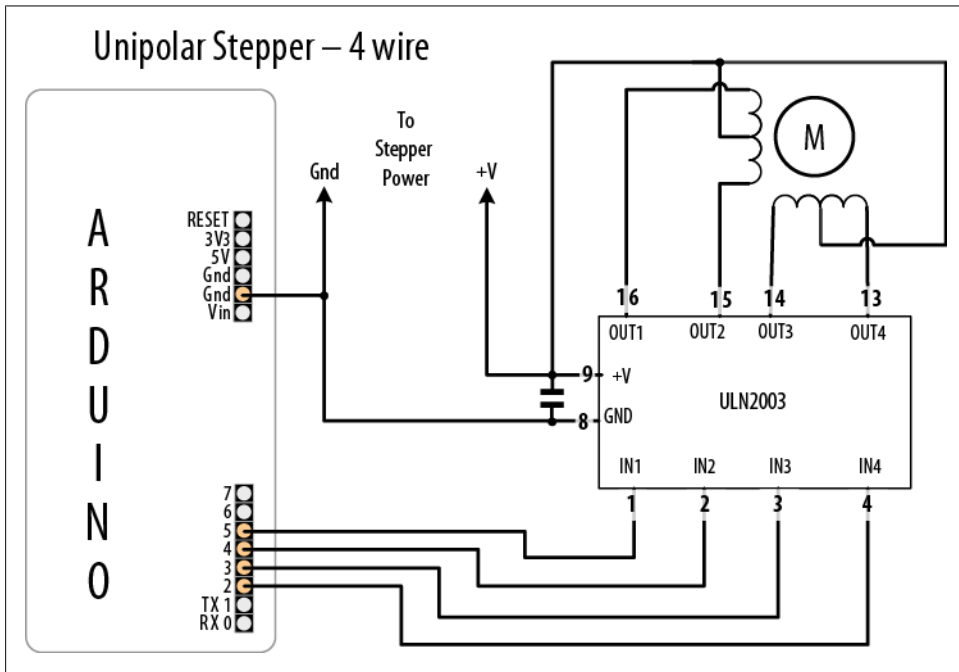 Unipolar Stepper – 4 wire
To
Stepper
Power
Gnd
+V
M
ARDUINO
RESET
3V3
5V
Gnd
Gnd
Vin
16
15
14
13
OUT1
OUT2
OUT3
OUT4
9
+V
ULN2003
8
GND
IN1
IN2
IN3
IN4
1
2
3
4
7
6
5
4
3
2
TX 1
RX 0